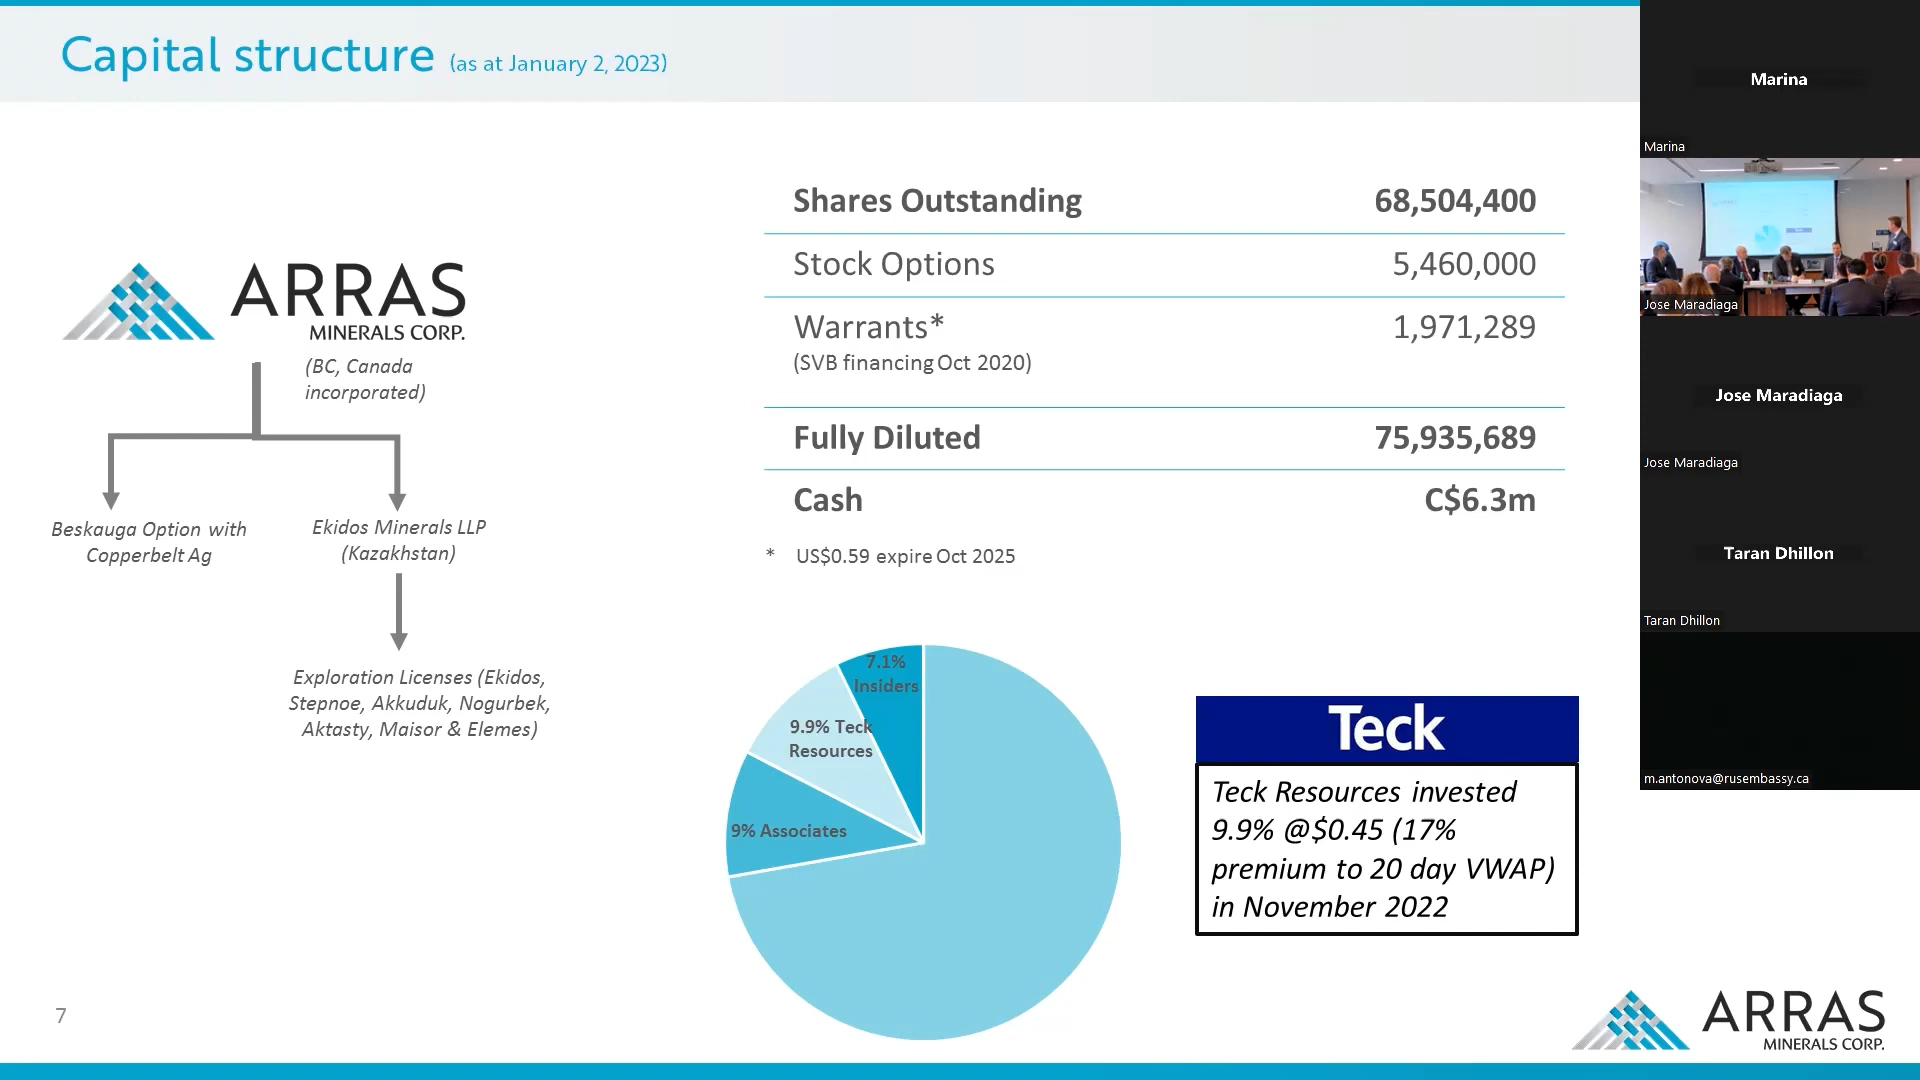 Capital structure (as at January 2, 2023)
ARRAS
MINERALS CORP.
(BC, Canada
incorporated)
Beskauga Option with
Copperbelt Ag
Ekidos Minerals LLP
(Kazakhstan)
Exploration Licenses (Ekidos,
Stepnoe, Akkuduk, Nogurbek,
Aktasty, Maisor & Elemes)
Shares Outstanding 68,504,400
Stock Options 5,460,000
Warrants* 1,971,289
(SVB financing Oct 2020)
Fully Diluted 75,935,689
Cash C$6.3m
* US$0.59 expire Oct 2025
7.1%
Insiders
9.9% Teck
Resources
9% Associates
Teck
Teck Resources invested
9.9% @$0.45 (17%
premium to 20 day VWAP)
in November 2022
7
ARRAS
MINERALS CORP.
Marina
Marina
Jose Maradiaga
Jose Maradiaga
Jose Maradiaga
Taran Dhillon
Taran Dhillon
m.antonova@rusembassy.ca